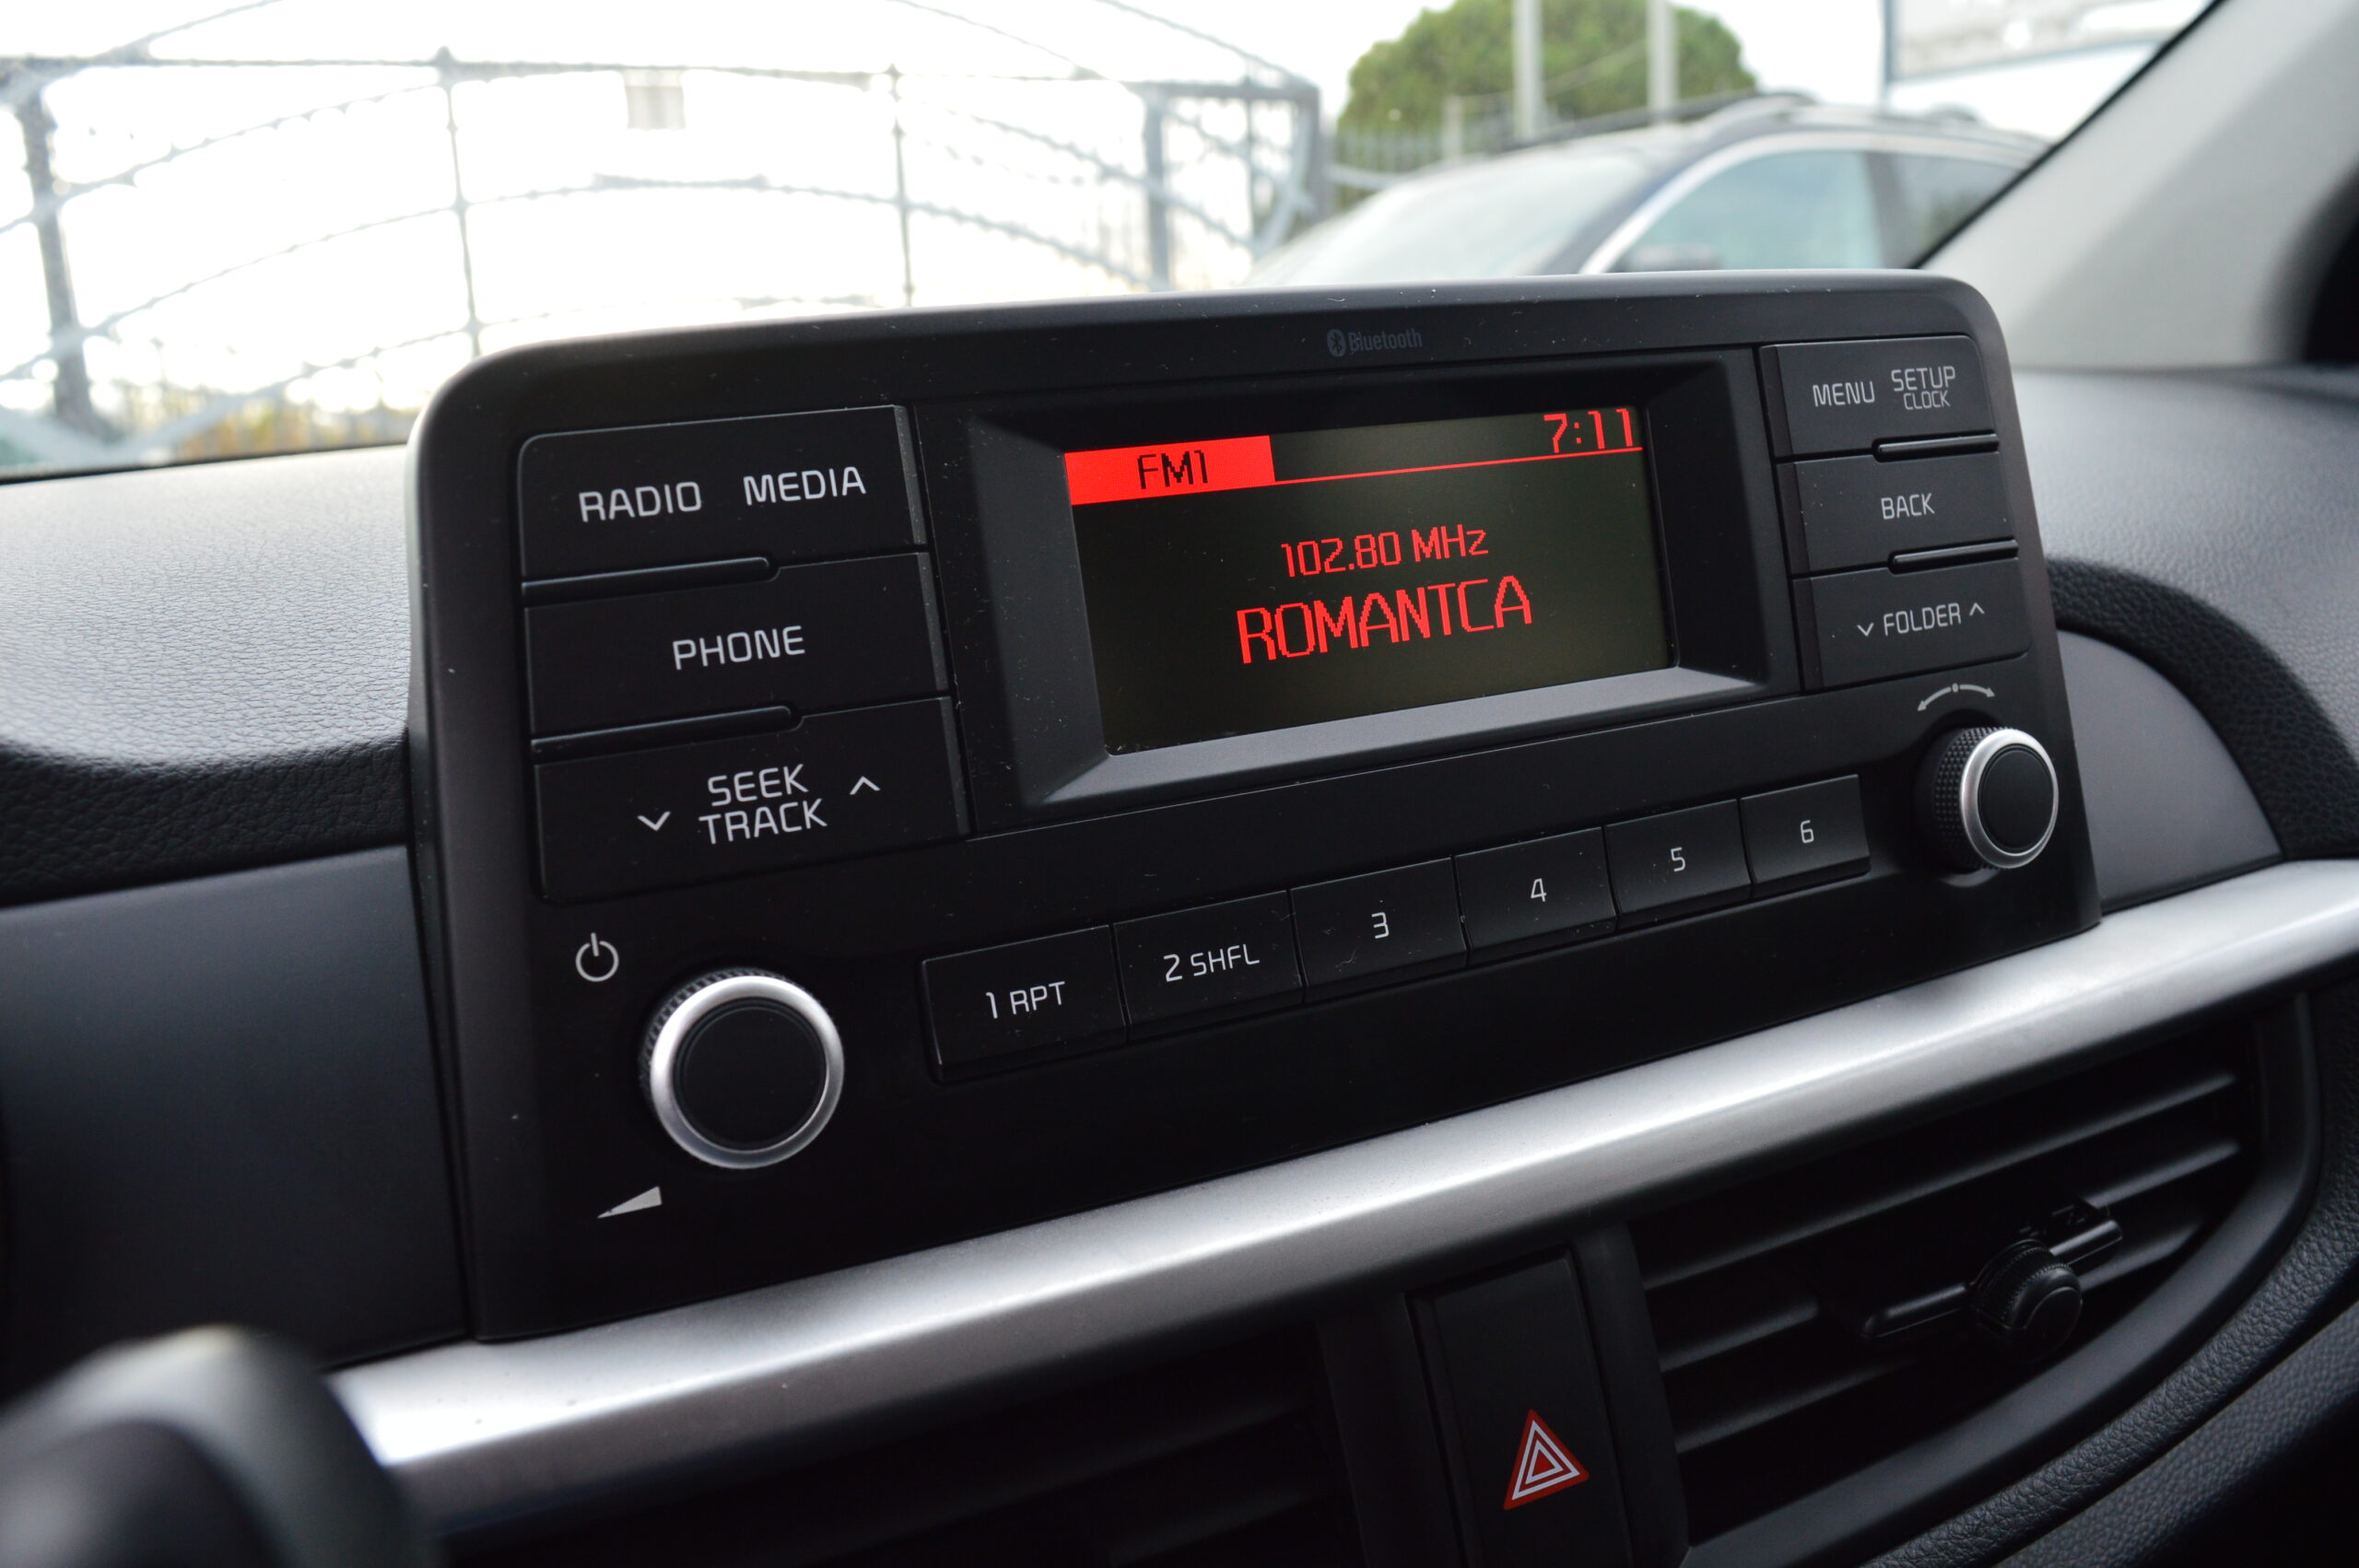 Bluetooth
RADIO MEDIA
PHONE
SEEK
TRACK
FM1 7:11
102.80 MHz
ROMANTCA
MENU SETUP
CLOCK
BACK
FOLDER
1 RPT 2 SHFL 3 4 5 6